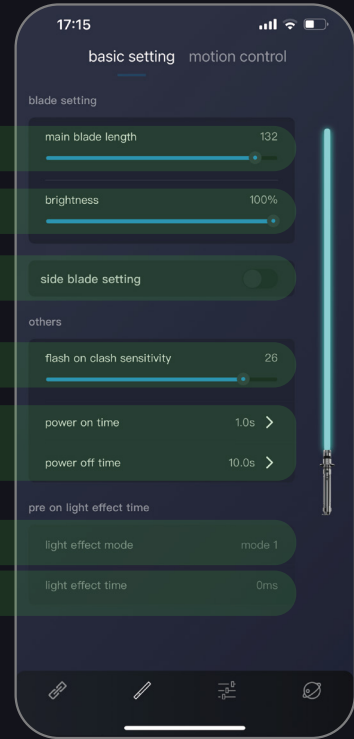 17:15
basic setting motion control
blade setting
main blade length 132
brightness 100%
side blade setting
others
flash on clash sensitivity 26
power on time 1.0s
power off time 10.0s
pre on light effect time
light effect mode mode 1
light effect time 0ms